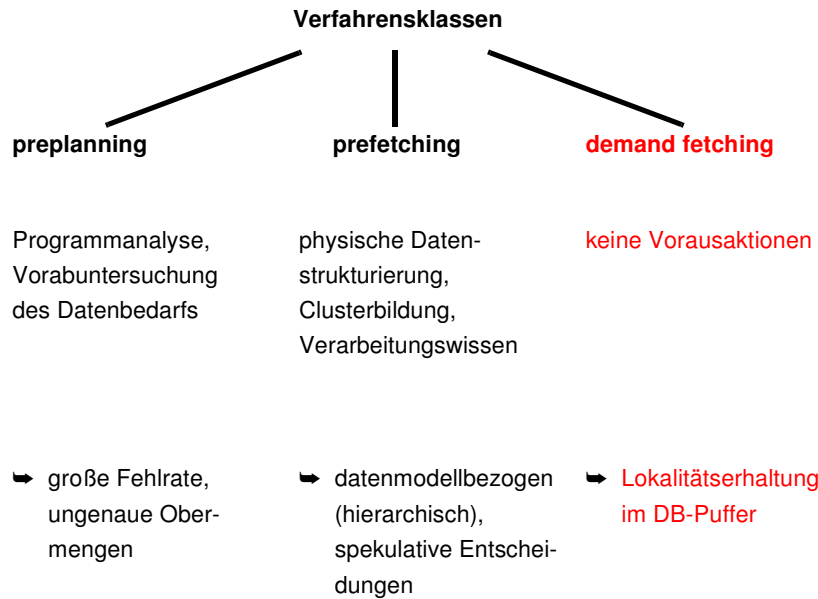 Verfahrensklassen
preplanning
prefetching
demand fetching
Programmanalyse,
Vorabuntersuchung
des Datenbedarfs
physische Daten-
strukturierung,
Clusterbildung,
Verarbeitungswissen
keine Vorausaktionen
➥ große Fehlrate,
ungenaue Ober-
mengen
➥ datenmodellbezogen
(hierarchisch),
spekulative Entschei-
dungen
➥ Lokalitätserhaltung
im DB-Puffer